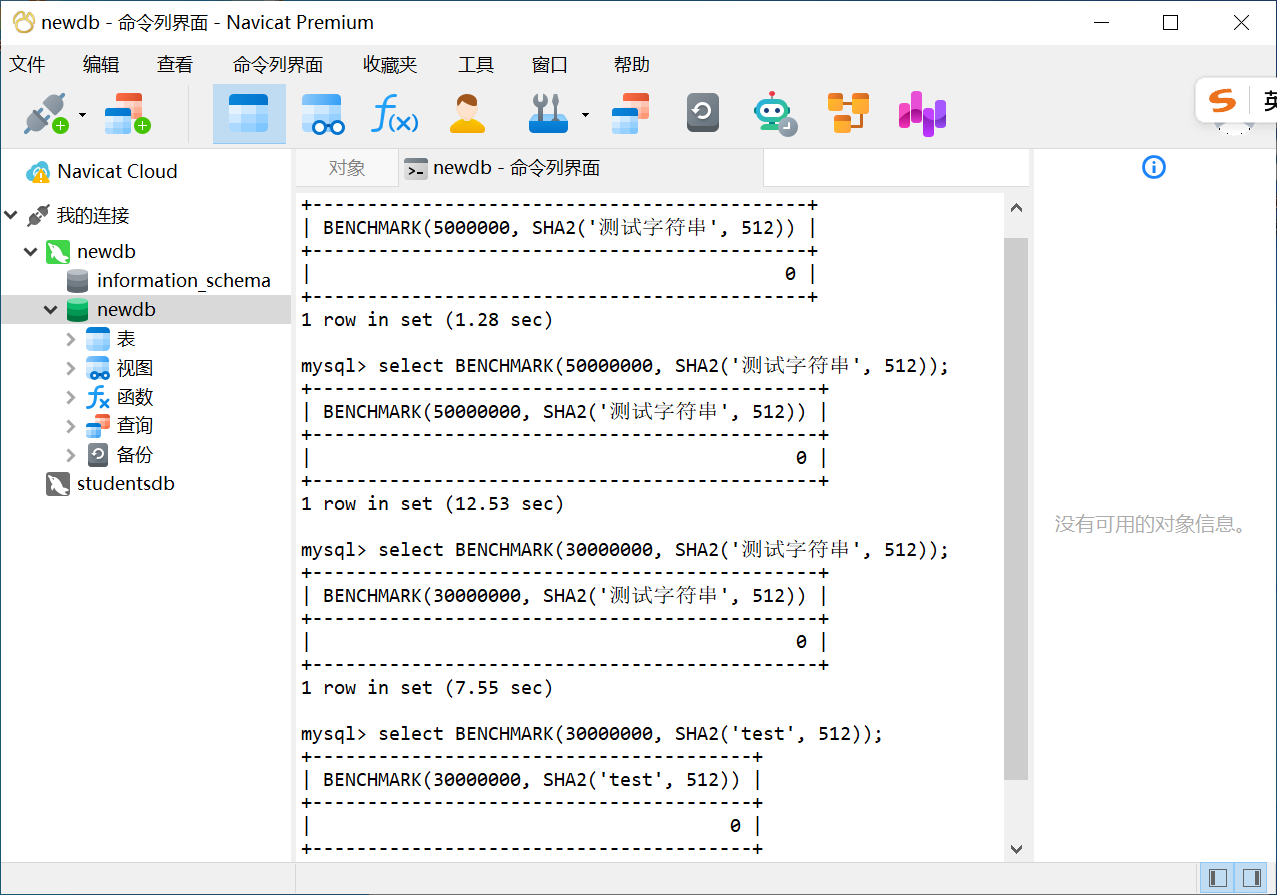 newdb - 命令列界面 - Navicat Premium
文件 编辑 查看 命令列界面 收藏夹 工具 窗口 帮助
f(x)
S
Navicat Cloud
我的连接
newdb
information_schema
newdb
表
视图
函数
查询
备份
studentsdb
对象 newdb - 命令列界面
+---------------------------------------------+
| BENCHMARK(5000000, SHA2('测试字符串', 512)) |
+---------------------------------------------+
|                                           0 |
+---------------------------------------------+
1 row in set (1.28 sec)
mysql> select BENCHMARK(50000000, SHA2('测试字符串', 512));
+----------------------------------------------+
| BENCHMARK(50000000, SHA2('测试字符串', 512)) |
+----------------------------------------------+
|                                            0 |
+----------------------------------------------+
1 row in set (12.53 sec)
mysql> select BENCHMARK(30000000, SHA2('测试字符串', 512));
+----------------------------------------------+
| BENCHMARK(30000000, SHA2('测试字符串', 512)) |
+----------------------------------------------+
|                                            0 |
+----------------------------------------------+
1 row in set (7.55 sec)
mysql> select BENCHMARK(30000000, SHA2('test', 512));
+----------------------------------------+
| BENCHMARK(30000000, SHA2('test', 512)) |
+----------------------------------------+
|                                      0 |
+----------------------------------------+
没有可用的对象信息。